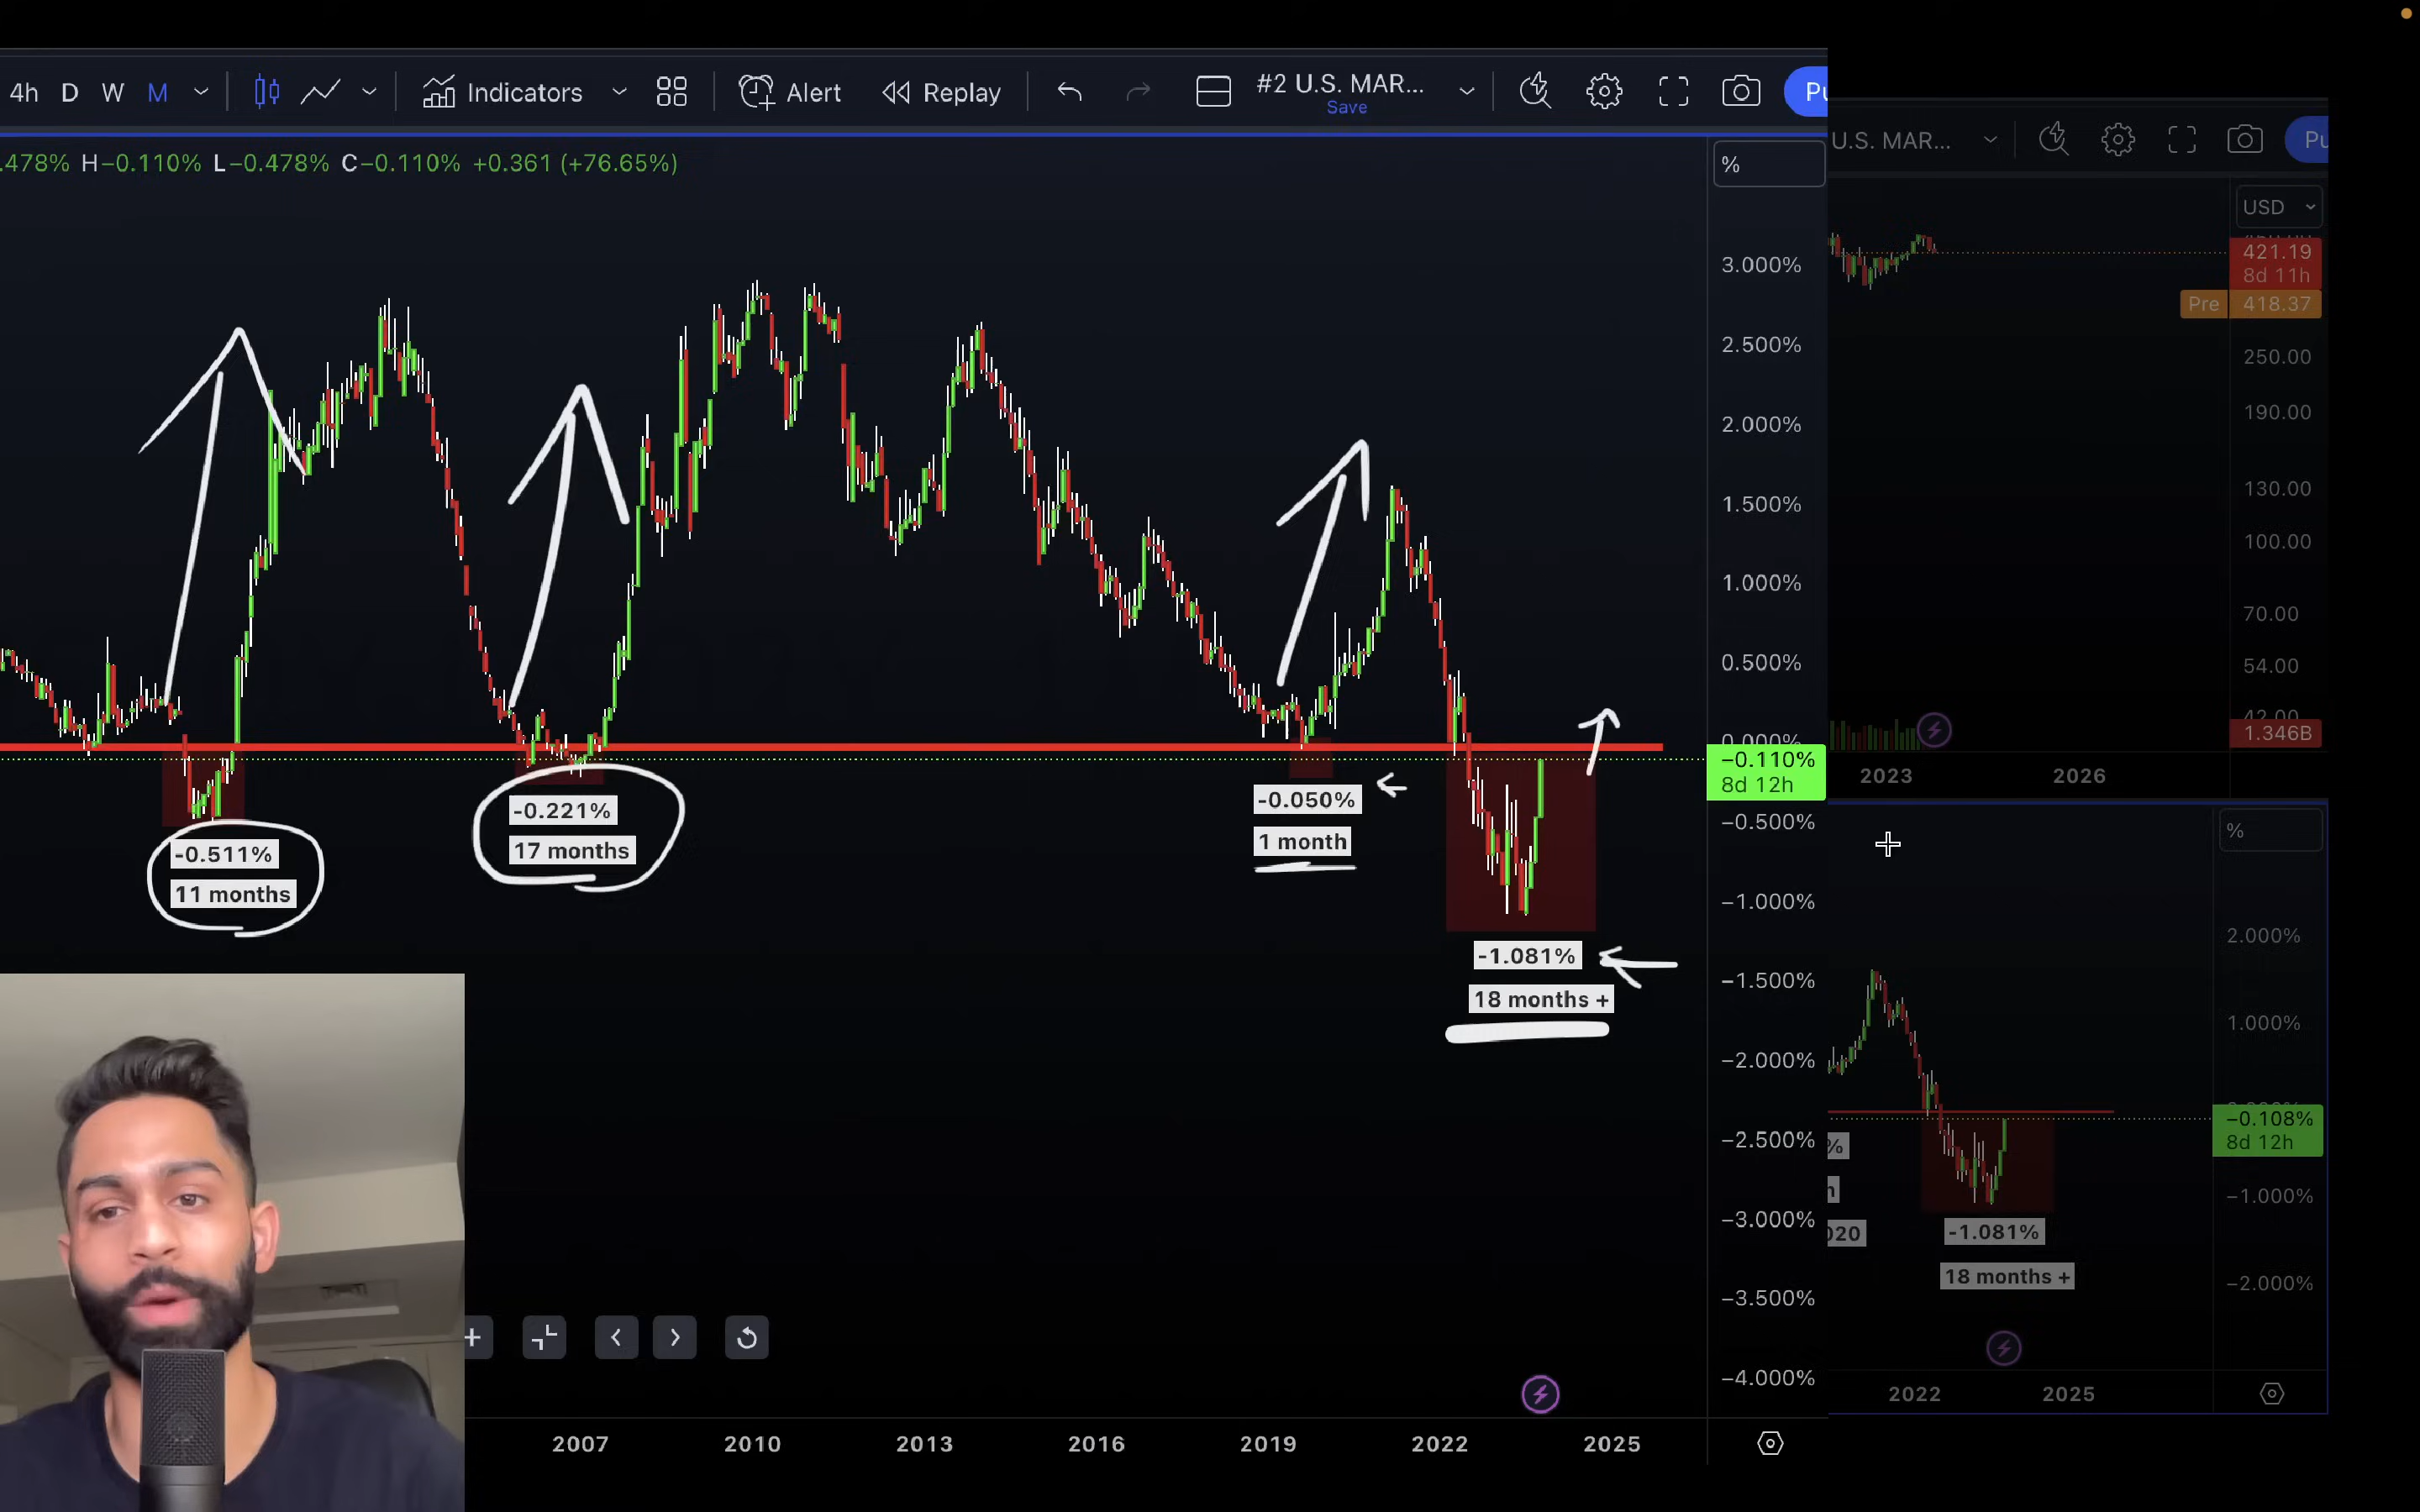 4h D W M Indicators Alert Replay #2 U.S. MAR... Pu
Save
.478% H−0.110% L−0.478% C−0.110% +0.361 (+76.65%)
%
3.000%
2.500%
2.000%
1.500%
1.000%
0.500%
0.000%
−0.110%
8d 12h
−0.500%
−1.000%
−1.500%
−2.000%
−2.500%
−3.000%
−3.500%
−4.000%
-0.511%
11 months
-0.221%
17 months
-0.050%
1 month
-1.081%
18 months +
2007 2010 2013 2016 2019 2022 2025
U.S. MAR... Pu
USD
421.19
8d 11h
Pre 418.37
250.00
190.00
130.00
100.00
70.00
54.00
42.00
1.346B
2023 2026
%
2.000%
1.000%
−0.108%
8d 12h
−1.000%
−2.000%
%
020
-1.081%
18 months +
2022 2025